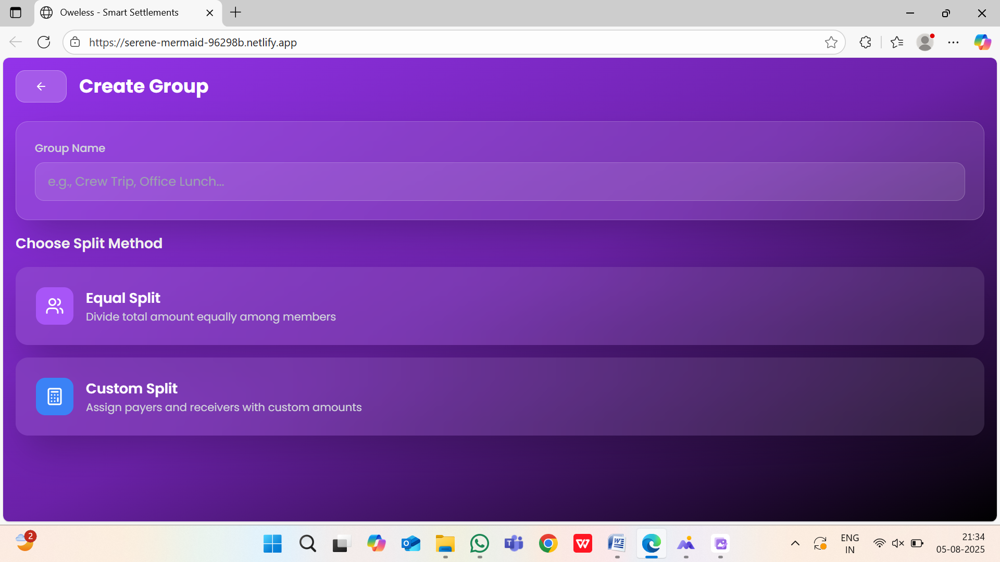 Oweless - Smart Settlements
https://serene-mermaid-96298b.netlify.app
Create Group
Group Name
e.g., Crew Trip, Office Lunch...
Choose Split Method
Equal Split
Divide total amount equally among members
Custom Split
Assign payers and receivers with custom amounts
2
O
T
W
W
ENG
IN
21:34
05-08-2025